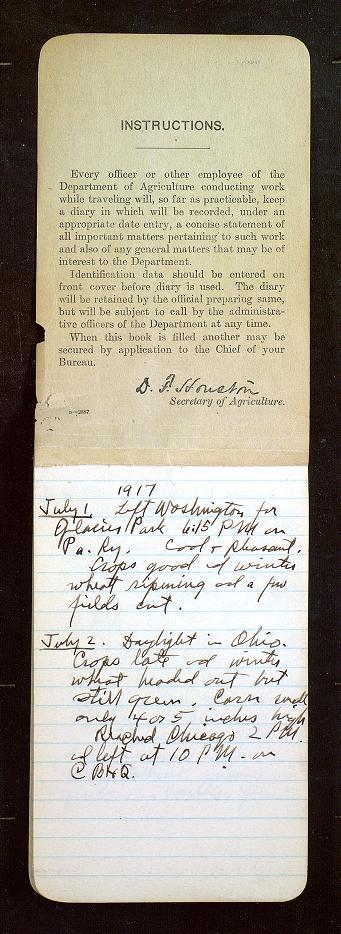 INSTRUCTIONS.
Every officer or other employee of the
Department of Agriculture conducting work
while traveling will, so far as practicable, keep
a diary in which will be recorded, under an
appropriate date entry, a concise statement of
all important matters pertaining to such work
and also of any general matters that may be of
interest to the Department.
Identification data should be entered on
front cover before diary is used. The diary
will be retained by the official preparing same,
but will be subject to call by the administra-
tive officers of the Department at any time.
When this book is filled another may be
secured by application to the Chief of your
Bureau.
D. F. Houston
Secretary of Agriculture.
1917
July 1 Left Washington for
Glacier Park 6:15 P.M. on
Pa. Ry. Cool & pleasant.
Crops good and winter
wheat ripening and a few
fields cut.
July 2. Daylight in Ohio.
Crops late and winter
wheat headed out but
still green. Corn small
only 4 or 5 inches high
Reached Chicago 2 P.M.
and left at 10 P.M. on
C B & Q.